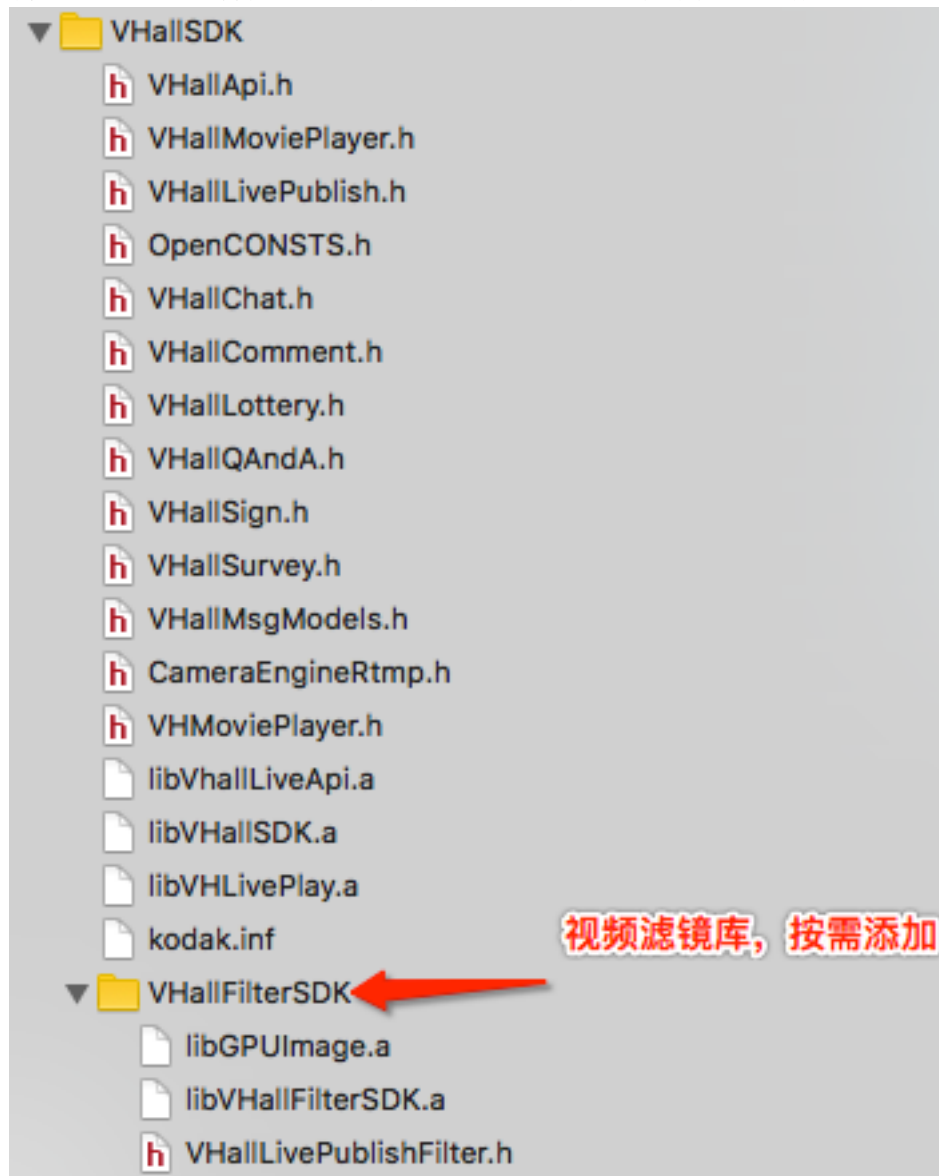 VHallSDK
VHallApi.h
VHallMoviePlayer.h
VHallLivePublish.h
OpenCONSTS.h
VHallChat.h
VHallComment.h
VHallLottery.h
VHallQAndA.h
VHallSign.h
VHallSurvey.h
VHallMsgModels.h
CameraEngineRtmp.h
VHMoviePlayer.h
libVhallLiveApi.a
libVHallSDK.a
libVHLivePlay.a
kodak.inf
视频滤镜库，按需添加
VHallFilterSDK
libGPUImage.a
libVHallFilterSDK.a
VHallLivePublishFilter.h